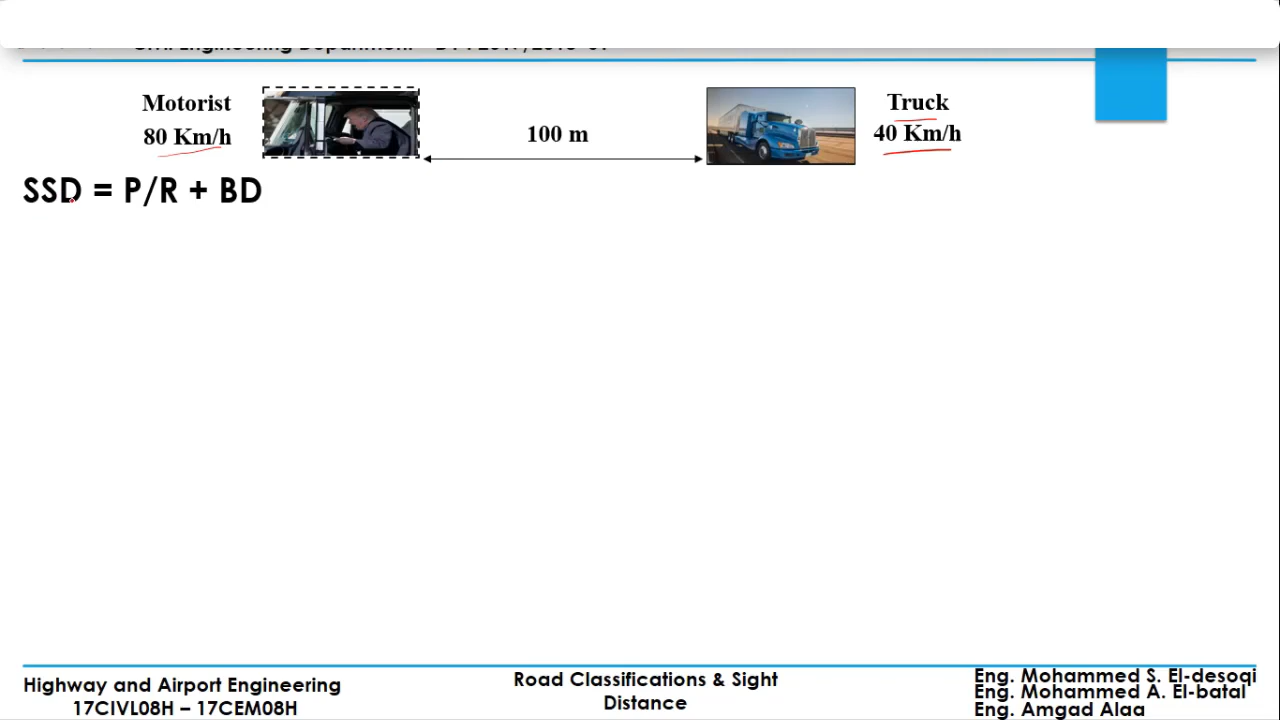 Motorist
80 Km/h
100 m
Truck
40 Km/h
SSD = P/R + BD
Highway and Airport Engineering
17CIVL08H – 17CEM08H
Road Classifications & Sight
Distance
Eng. Mohammed S. El-desoqi
Eng. Mohammed A. El-batal
Eng. Amgad Alaa